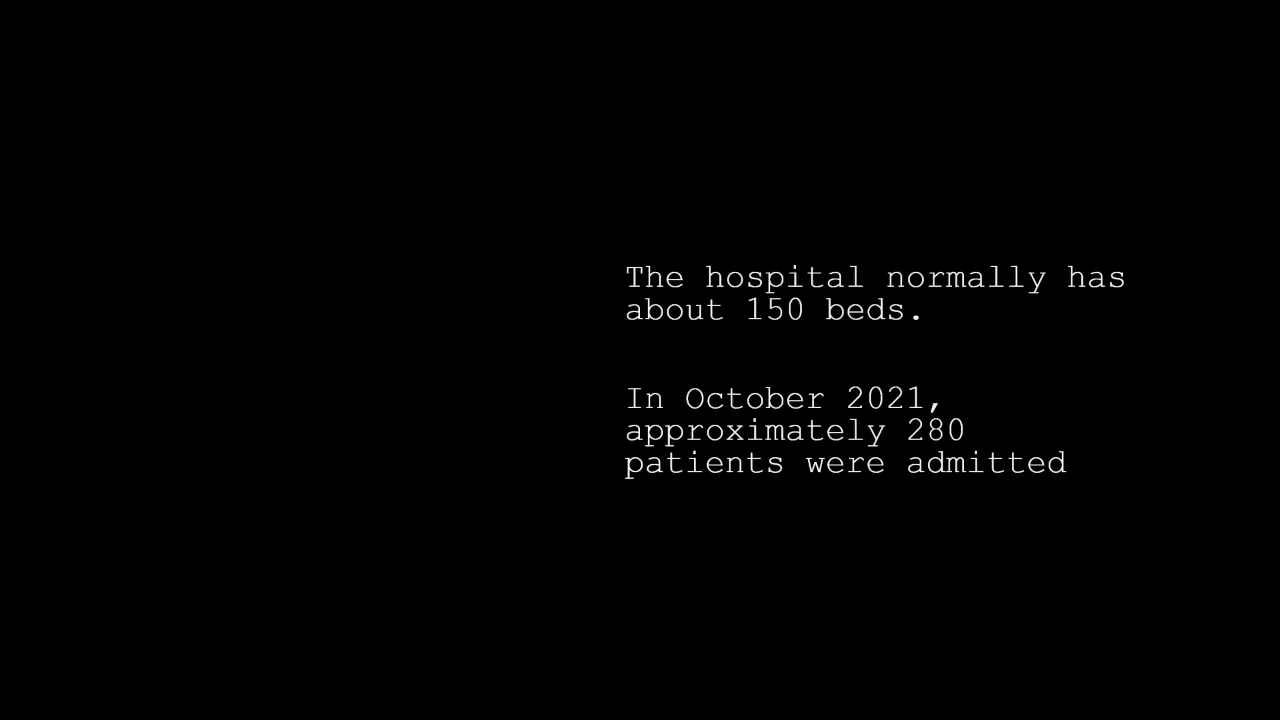 The hospital normally has
about 150 beds.
In October 2021,
approximately 280
patients were admitted